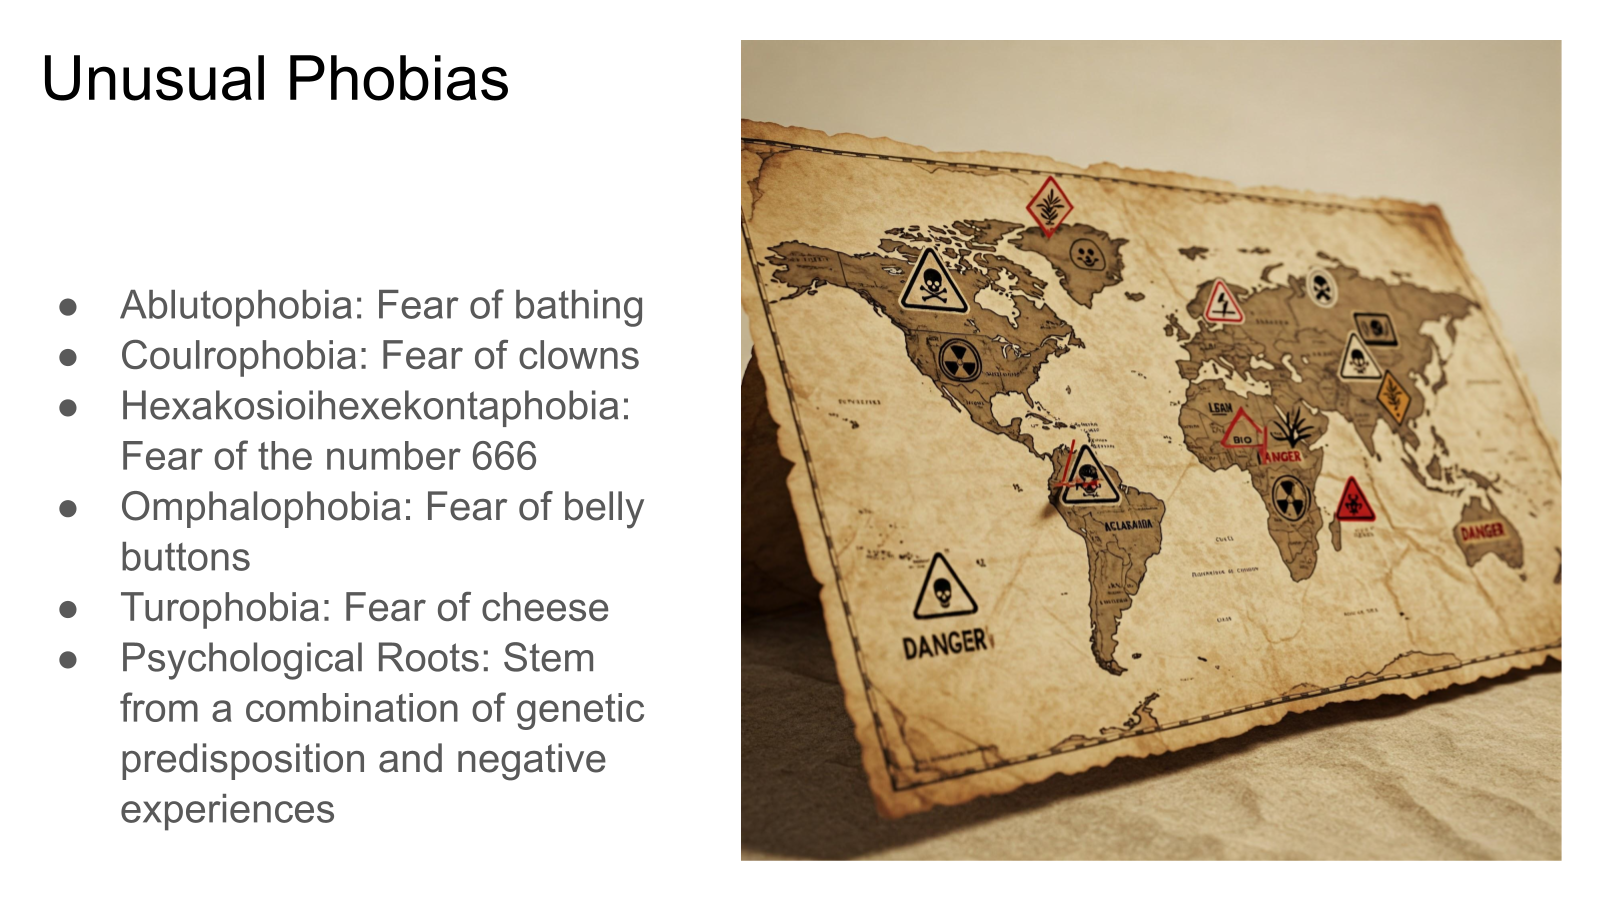 Unusual Phobias
● Ablutophobia: Fear of bathing
● Coulrophobia: Fear of clowns
● Hexakosioihexekontaphobia:
Fear of the number 666
● Omphalophobia: Fear of belly
buttons
● Turophobia: Fear of cheese
● Psychological Roots: Stem
from a combination of genetic
predisposition and negative
experiences
BIO
ANGER
DANGER
DANGER